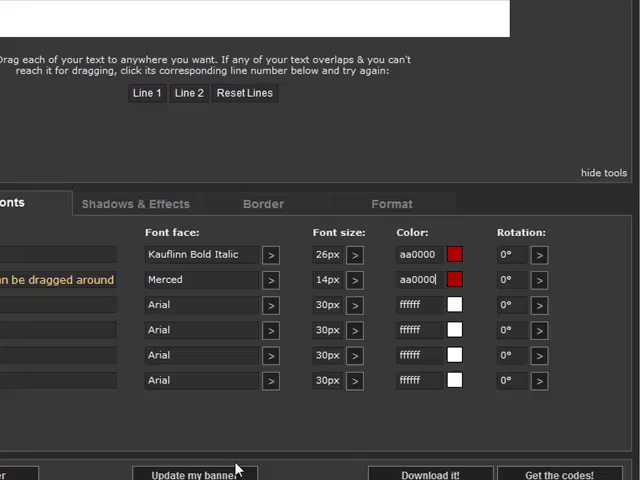 Drag each of your text to anywhere you want. If any of your text overlaps & you can't
reach it for dragging, click its corresponding line number below and try again:
Line 1 Line 2 Reset Lines
hide tools
onts Shadows & Effects Border Format
Font face: Font size: Color: Rotation:
Kauflinn Bold Italic > 26px > aa0000 0° >
n be dragged around Merced > 14px > aa0000 0° >
Arial > 30px > ffffff 0° >
Arial > 30px > ffffff 0° >
Arial > 30px > ffffff 0° >
Arial > 30px > ffffff 0° >
er Update my banner Download it! Get the codes!